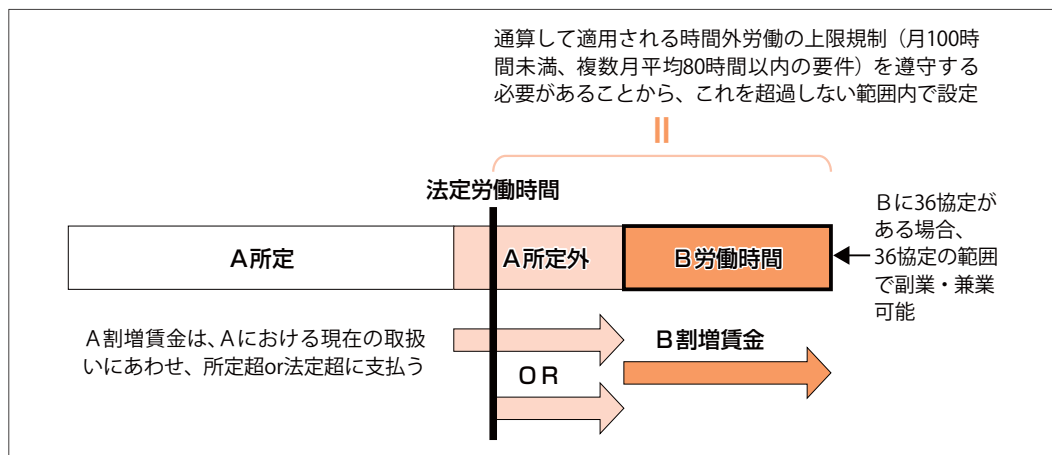 通算して適用される時間外労働の上限規制（月100時
間未満、複数月平均80時間以内の要件）を遵守する
必要があることから、これを超過しない範囲内で設定
法定労働時間
A所定
A所定外
B労働時間
Bに36協定が
ある場合、
36協定の範囲
で副業・兼業
可能
A割増賃金は、Aにおける現在の取扱
いにあわせ、所定超or法定超に支払う
B割増賃金
OR